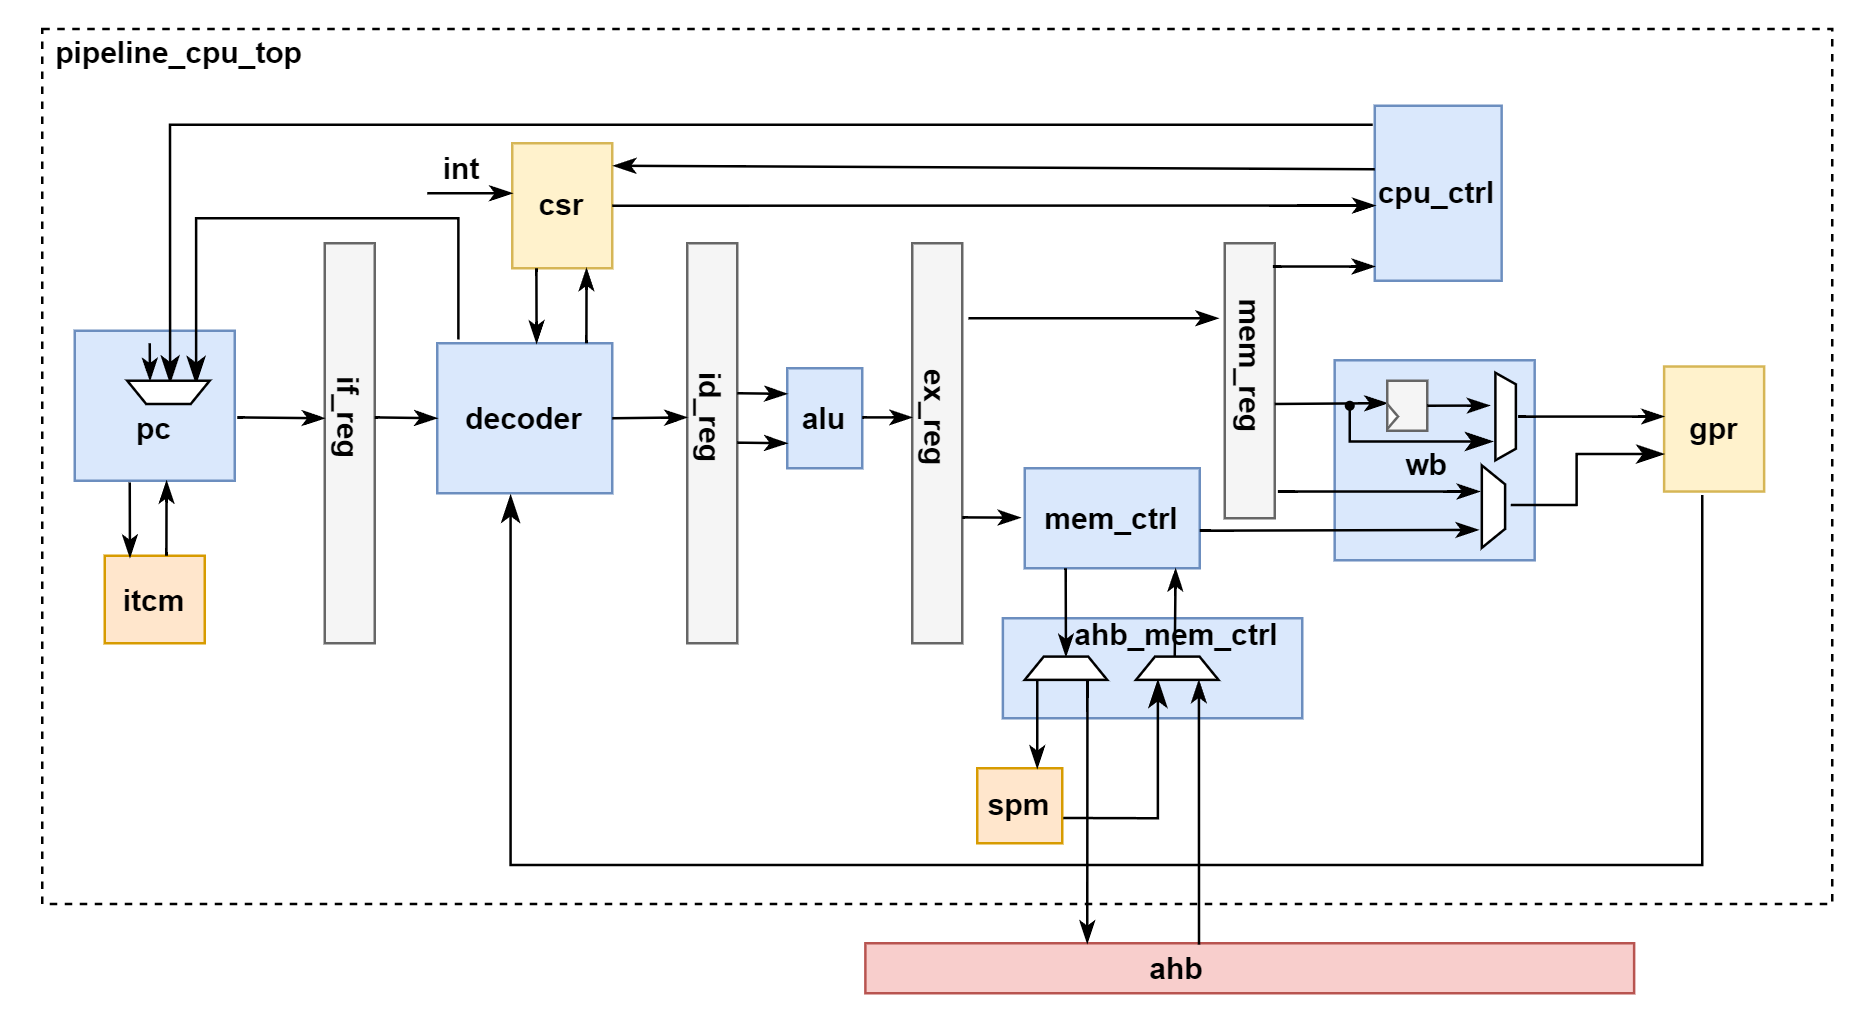 pipeline_cpu_top
int
csr
cpu_ctrl
pc
if_reg
decoder
id_reg
alu
ex_reg
mem_reg
wb
gpr
mem_ctrl
itcm
ahb_mem_ctrl
spm
ahb